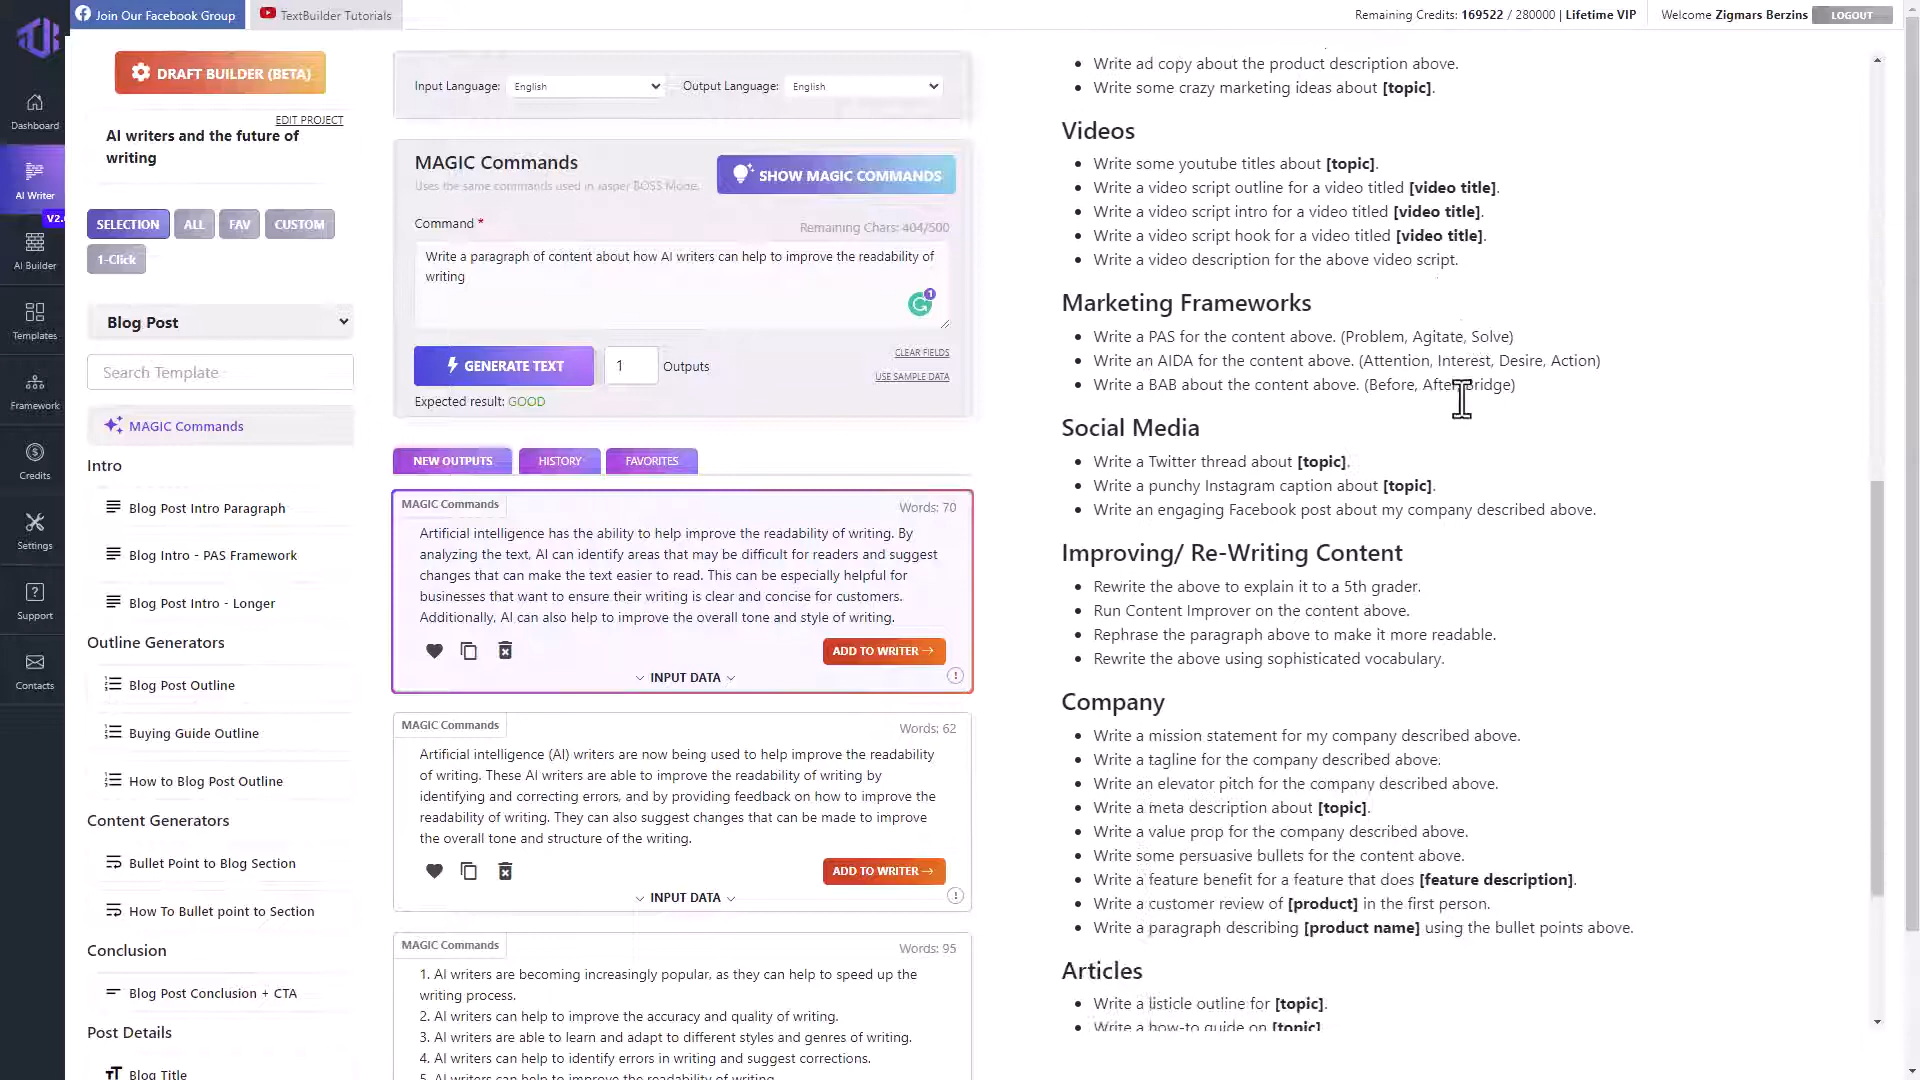 Join Our Facebook Group
TextBuilder Tutorials
Remaining Credits: 169522 / 280000 | Lifetime VIP
Welcome Zigmars Berzins
LOGOUT
Dashboard
AI Writer
AI Builder
Templates
Framework
Credits
Settings
Support
Contacts
DRAFT BUILDER (BETA)
EDIT PROJECT
AI writers and the future of
writing
SELECTION
ALL
FAV
CUSTOM
1-Click
Blog Post
Search Template
MAGIC Commands
Intro
Blog Post Intro Paragraph
Blog Intro - PAS Framework
Blog Post Intro - Longer
Outline Generators
Blog Post Outline
Buying Guide Outline
How to Blog Post Outline
Content Generators
Bullet Point to Blog Section
How To Bullet point to Section
Conclusion
Blog Post Conclusion + CTA
Post Details
Blog Title
Input Language:
English
Output Language:
English
MAGIC Commands
Uses the same commands used in Jasper BOSS Mode.
SHOW MAGIC COMMANDS
Command *
Remaining Chars: 404/500
Write a paragraph of content about how AI writers can help to improve the readability of
writing
1
GENERATE TEXT
1
Outputs
CLEAR FIELDS
USE SAMPLE DATA
Expected result: GOOD
NEW OUTPUTS
HISTORY
FAVORITES
MAGIC Commands
Words: 70
Artificial intelligence has the ability to help improve the readability of writing. By
analyzing the text, AI can identify areas that may be difficult for readers and suggest
changes that can make the text easier to read. This can be especially helpful for
businesses that want to ensure their writing is clear and concise for customers.
Additionally, AI can also help to improve the overall tone and style of writing.
ADD TO WRITER
INPUT DATA
MAGIC Commands
Words: 62
Artificial intelligence (AI) writers are now being used to help improve the readability
of writing. These AI writers are able to improve the readability of writing by
identifying and correcting errors, and by providing feedback on how to improve the
readability of writing. They can also suggest changes that can be made to improve
the overall tone and structure of the writing.
ADD TO WRITER
INPUT DATA
MAGIC Commands
Words: 95
1. AI writers are becoming increasingly popular, as they can help to speed up the
writing process.
2. AI writers can help to improve the accuracy and quality of writing.
3. AI writers are able to learn and adapt to different styles and genres of writing.
4. AI writers can help to identify errors in writing and suggest corrections.
5. AI writers can help to improve the readability of writing.
Write ad copy about the product description above.
Write some crazy marketing ideas about [topic].
Videos
Write some youtube titles about [topic].
Write a video script outline for a video titled [video title].
Write a video script intro for a video titled [video title].
Write a video script hook for a video titled [video title].
Write a video description for the above video script.
Marketing Frameworks
Write a PAS for the content above. (Problem, Agitate, Solve)
Write an AIDA for the content above. (Attention, Interest, Desire, Action)
Write a BAB about the content above. (Before, After Bridge)
Social Media
Write a Twitter thread about [topic].
Write a punchy Instagram caption about [topic].
Write an engaging Facebook post about my company described above.
Improving/ Re-Writing Content
Rewrite the above to explain it to a 5th grader.
Run Content Improver on the content above.
Rephrase the paragraph above to make it more readable.
Rewrite the above using sophisticated vocabulary.
Company
Write a mission statement for my company described above.
Write a tagline for the company described above.
Write an elevator pitch for the company described above.
Write a meta description about [topic].
Write a value prop for the company described above.
Write some persuasive bullets for the content above.
Write a feature benefit for a feature that does [feature description].
Write a customer review of [product] in the first person.
Write a paragraph describing [product name] using the bullet points above.
Articles
Write a listicle outline for [topic].
Write a how-to guide on [topic]